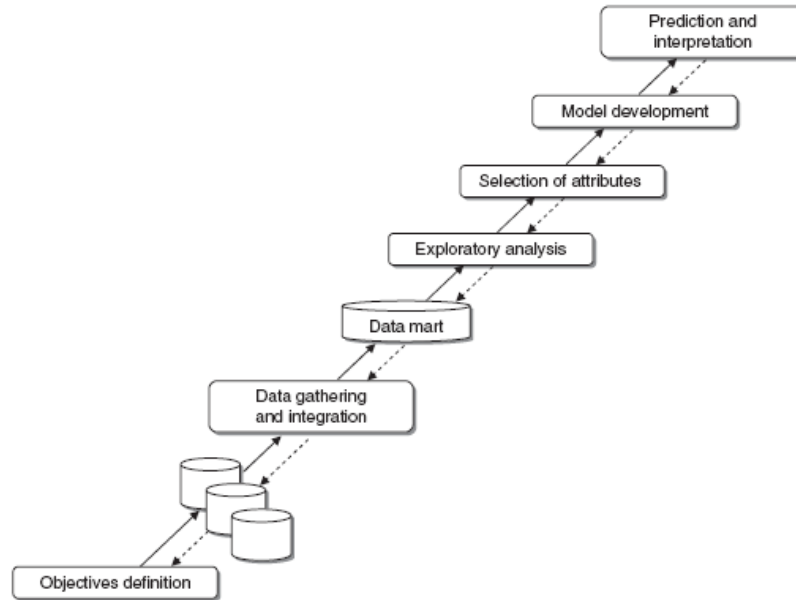 Prediction and
interpretation
Model development
Selection of attributes
Exploratory analysis
Data mart
Data gathering
and integration
Objectives definition